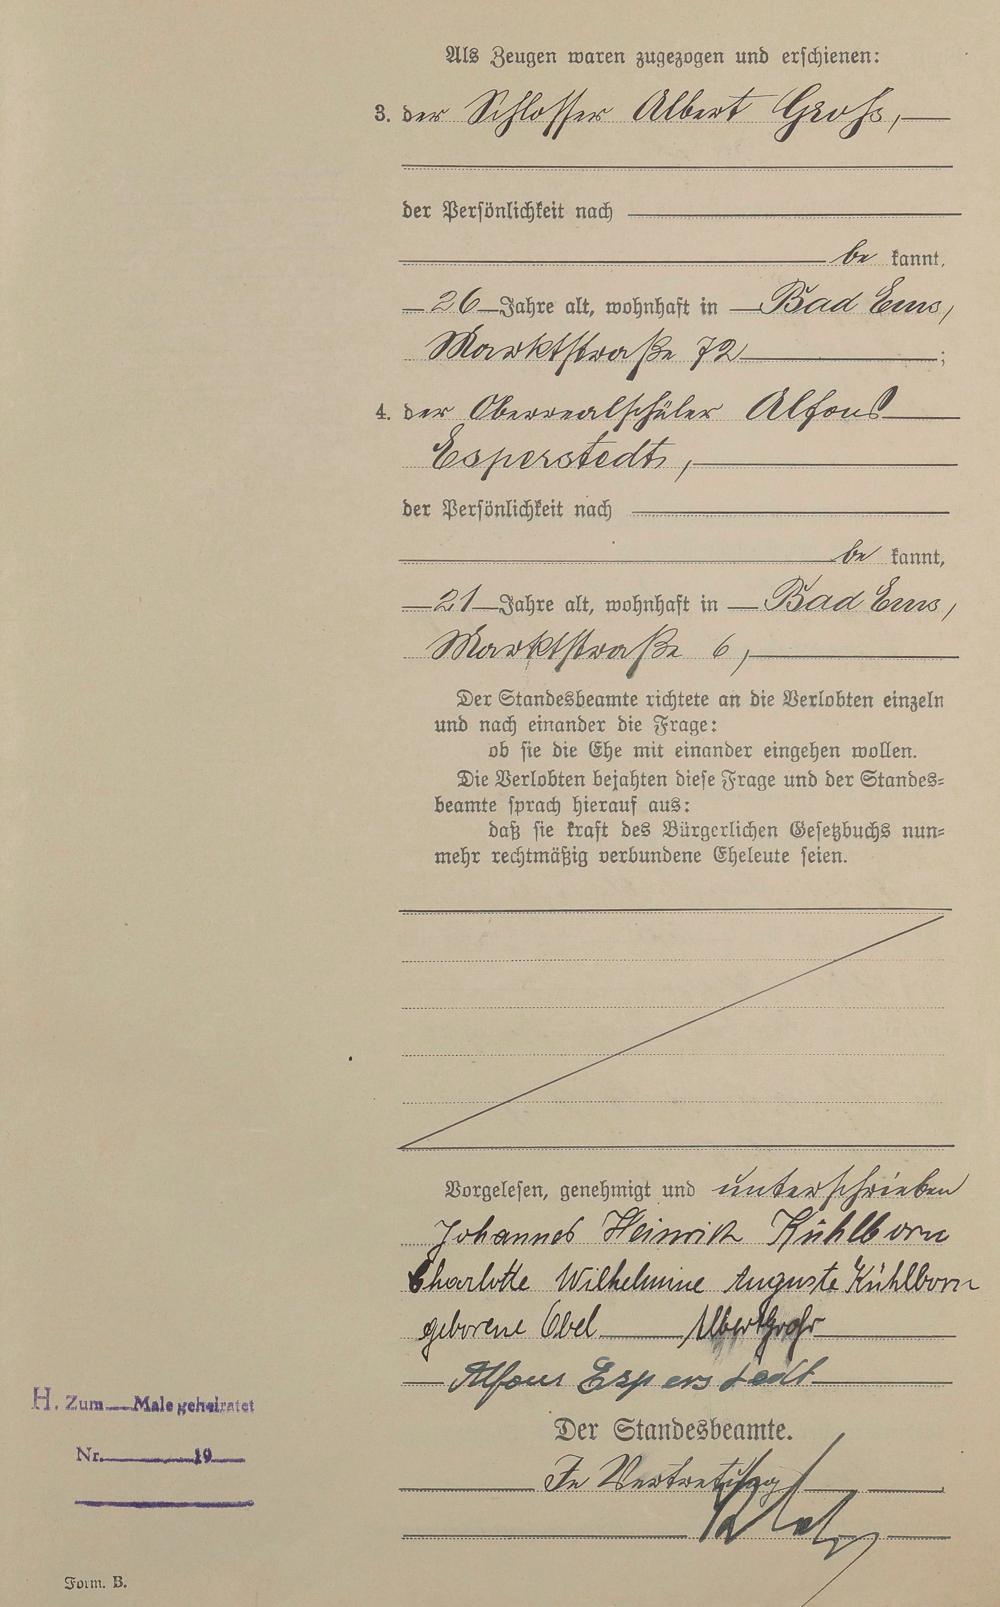 Als Zeugen waren zugezogen und erschienen:
3. der Schlosser Albert Groß,
der Persönlichkeit nach
be kannt,
26 Jahre alt, wohnhaft in Bad Ems,
Marktstraße 72 ;
4. der Oberrealschüler Alfons
Esperstedt,
der Persönlichkeit nach
be kannt,
21 Jahre alt, wohnhaft in Bad Ems,
Marktstraße 6,
Der Standesbeamte richtete an die Verlobten einzeln
und nach einander die Frage:
ob sie die Ehe mit einander eingehen wollen.
Die Verlobten bejahten diese Frage und der Standes-
beamte sprach hierauf aus:
daß sie kraft des Bürgerlichen Gesetzbuchs nun-
mehr rechtmäßig verbundene Eheleute seien.
Vorgelesen, genehmigt und unterschrieben
Johannes Heinrich Kühlborn
Charlotte Wilhelmine Auguste Kühlborn
geborene Obel Albert Groß
Alfons Esperstedt
H. Zum Male geheiratet
Nr. 19
Der Standesbeamte.
In Vertretung
Form. B.